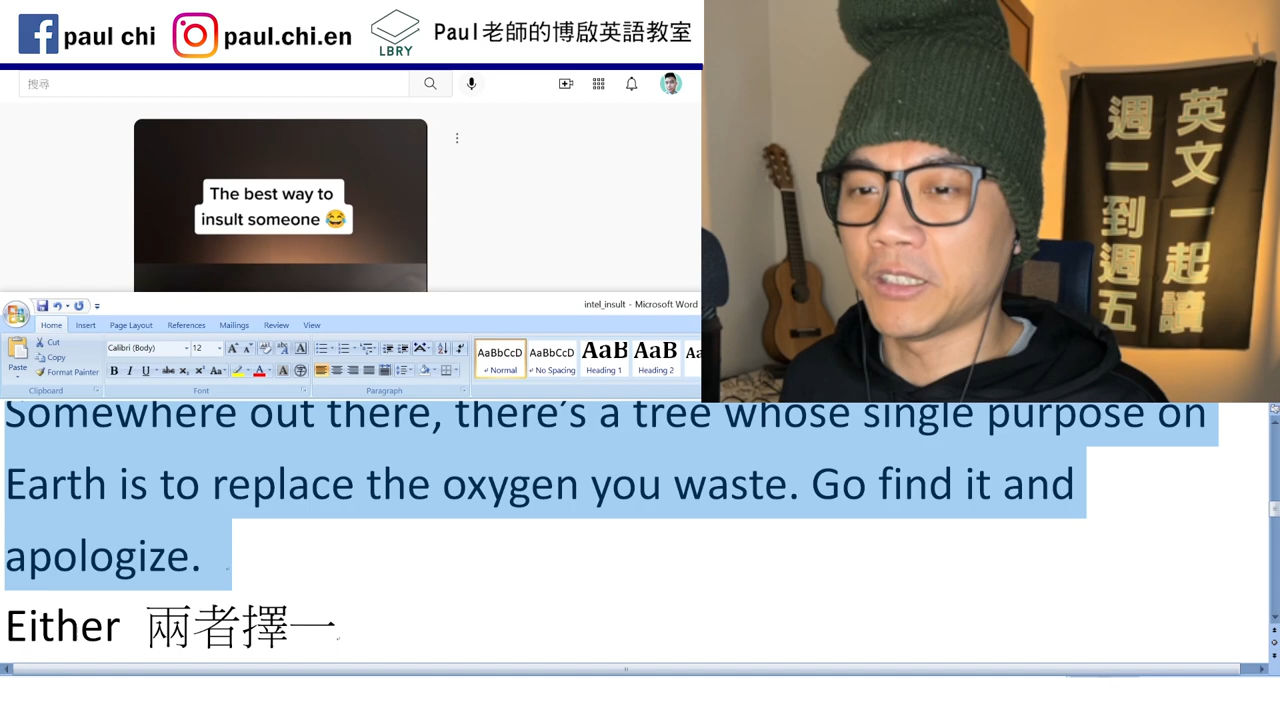 paul chi
paul.chi.en
LBRY
Paul老師的博啟英語教室
搜尋
The best way to
insult someone 😂
intel_insult - Microsoft Word
Home Insert Page Layout References Mailings Review View
Cut
Copy
Format Painter
Paste
Clipboard
Calibri (Body) 12
Font
Paragraph
AaBbCcD AaBbCcD AaBb AaB Aa
Normal No Spacing Heading 1 Heading 2
英文一起讀
週一到週五
Somewhere out there, there's a tree whose single purpose on
Earth is to replace the oxygen you waste. Go find it and
apologize.
Either 兩者擇一